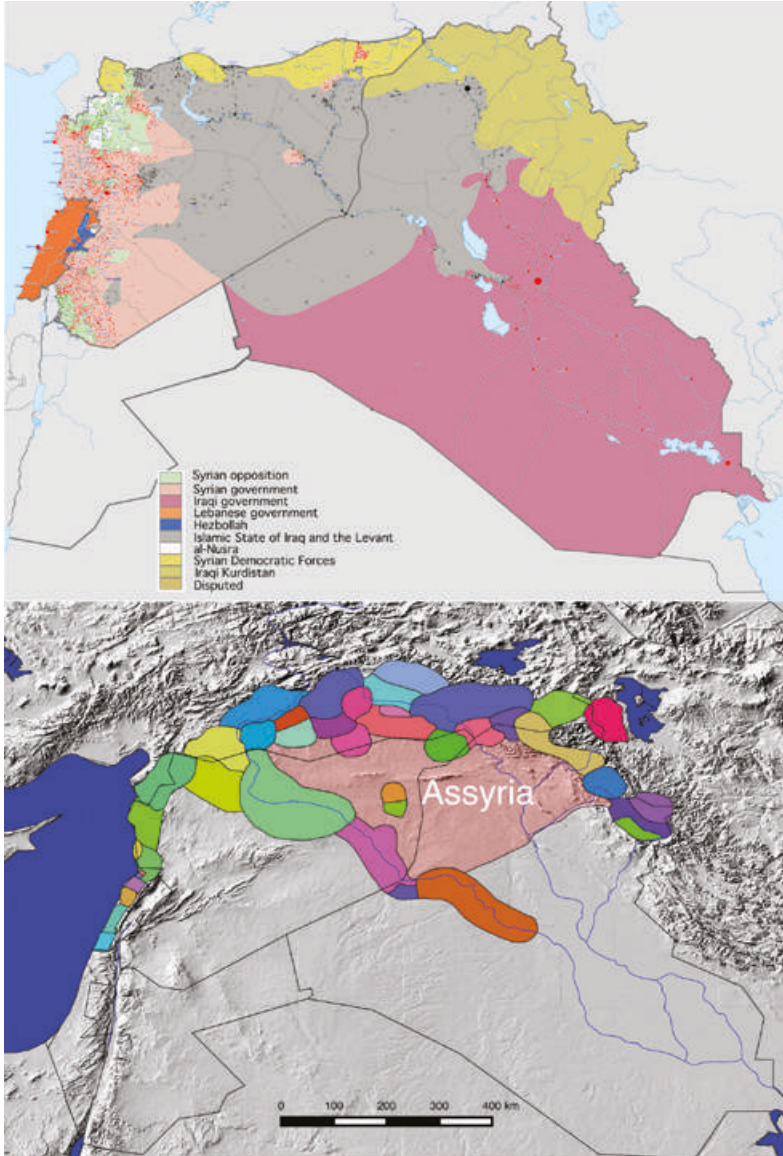 Syrian opposition
Syrian government
Iraqi government
Lebanese government
Hezbollah
Islamic State of Iraq and the Levant
al-Nusra
Syrian Democratic Forces
Iraqi Kurdistan
Disputed
Assyria
0 100 200 300 400 km